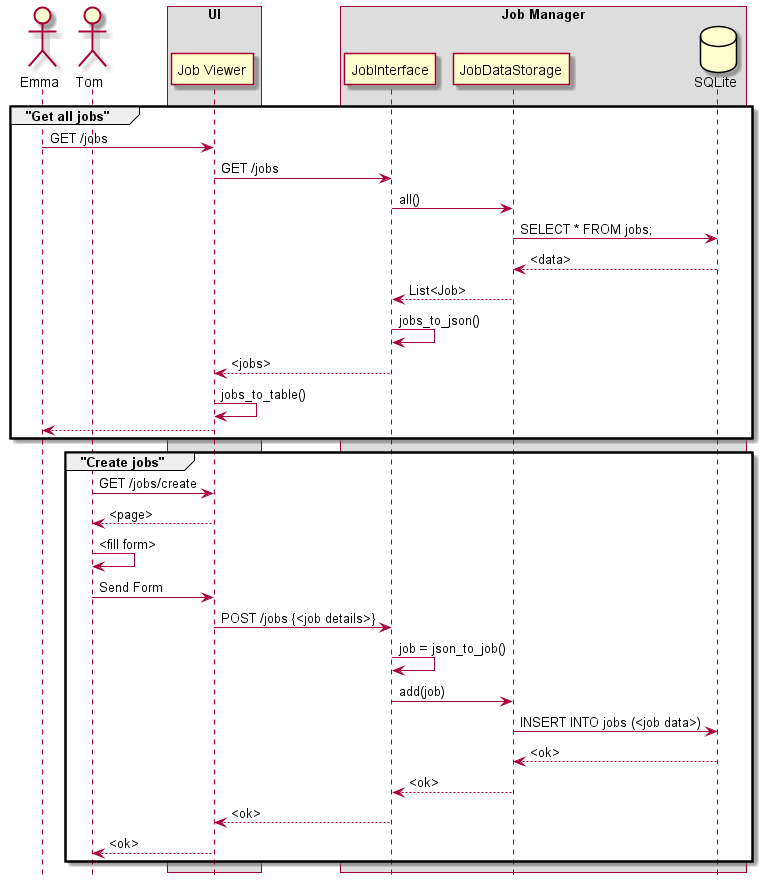 UI
Job Manager
Emma
Tom
Job Viewer
JobInterface
JobDataStorage
SQLite
"Get all jobs"
GET /jobs
GET /jobs
all()
SELECT * FROM jobs;
<data>
List<Job>
jobs_to_json()
<jobs>
jobs_to_table()
"Create jobs"
GET /jobs/create
<page>
<fill form>
Send Form
POST /jobs {<job details>}
job = json_to_job()
add(job)
INSERT INTO jobs (<job data>)
<ok>
<ok>
<ok>
<ok>